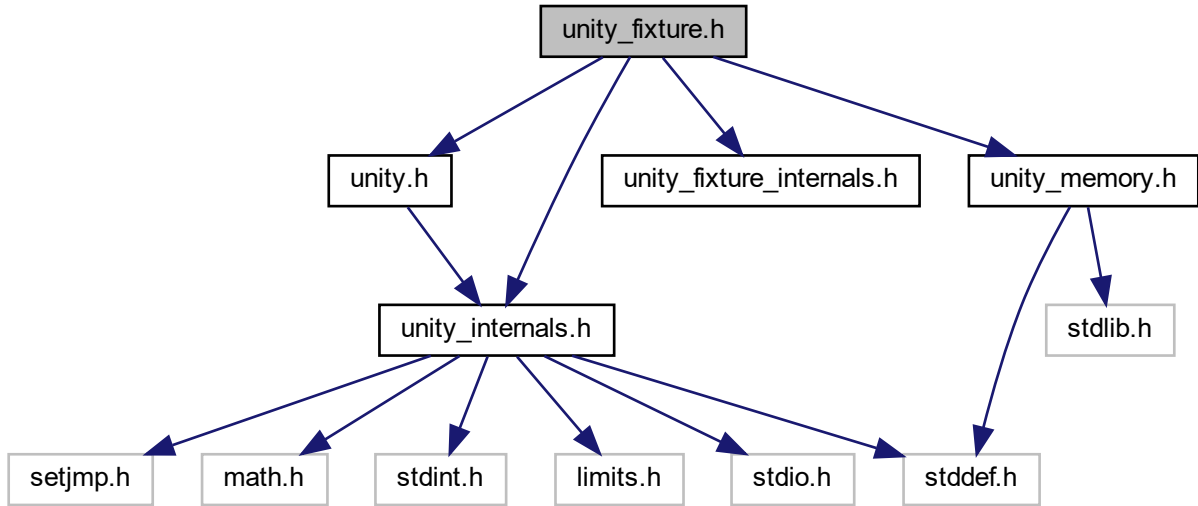 unity_fixture.h
unity.h
unity_fixture_internals.h
unity_memory.h
unity_internals.h
stdlib.h
setjmp.h
math.h
stdint.h
limits.h
stdio.h
stddef.h